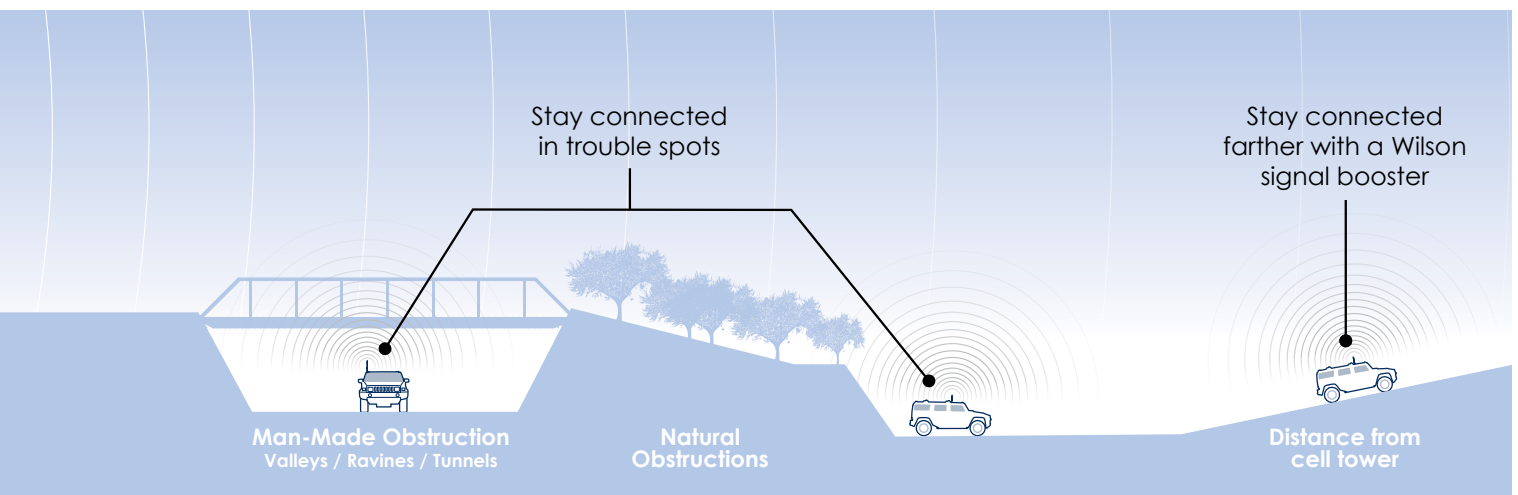 Stay connected
in trouble spots
Stay connected
farther with a Wilson
signal booster
Man-Made Obstruction
Valleys / Ravines / Tunnels
Natural
Obstructions
Distance from
cell tower